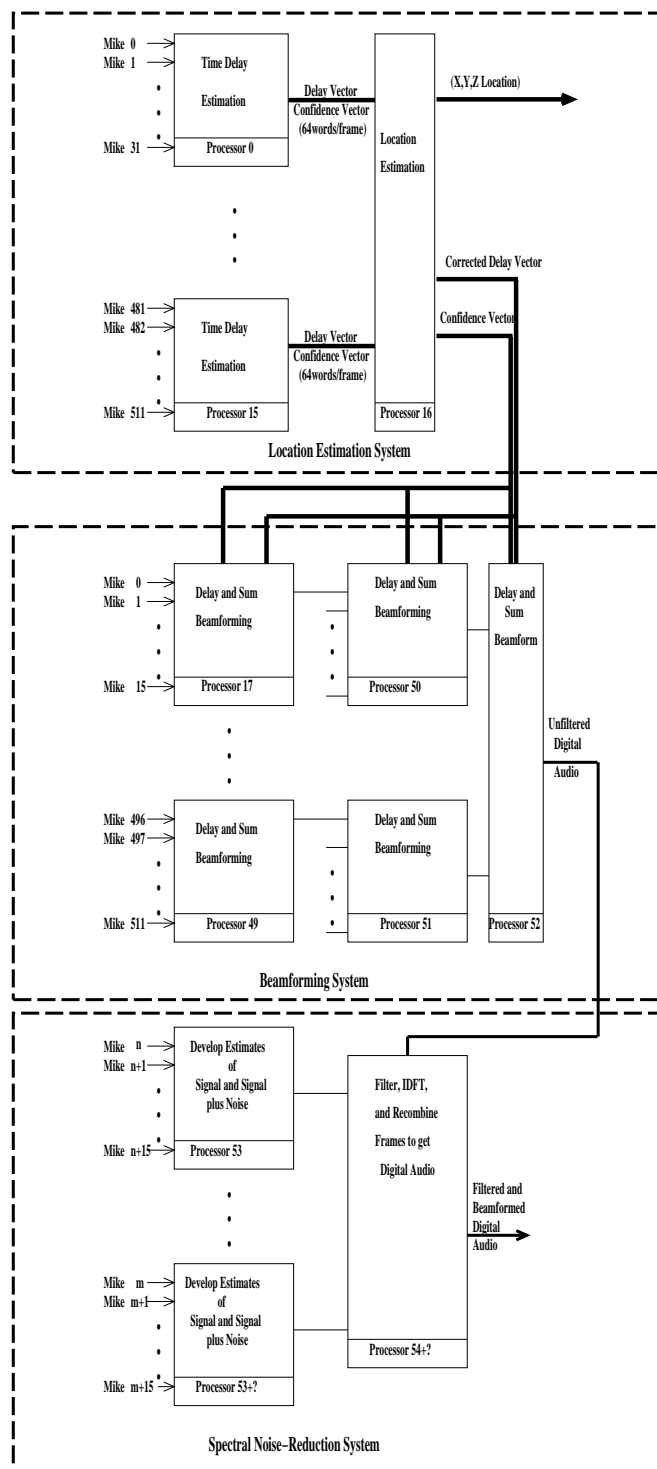 Mike 0
Mike 1
Mike 31
Time Delay
Estimation
Processor 0
Delay Vector
Confidence Vector
(64words/frame)
Location
Estimation
(X,Y,Z Location)
Corrected Delay Vector
Confidence Vector
Mike 481
Mike 482
Mike 511
Time Delay
Estimation
Processor 15
Delay Vector
Confidence Vector
(64words/frame)
Processor 16
Location Estimation System
Mike 0
Mike 1
Mike 15
Delay and Sum
Beamforming
Processor 17
Delay and Sum
Beamforming
Processor 50
Delay and
Sum
Beamform
Unfiltered
Digital
Audio
Mike 496
Mike 497
Mike 511
Delay and Sum
Beamforming
Processor 49
Delay and Sum
Beamforming
Processor 51
Processor 52
Beamforming System
Mike n
Mike n+1
Mike n+15
Develop Estimates
of
Signal and Signal
plus Noise
Processor 53
Filter, IDFT,
and Recombine
Frames to get
Digital Audio
Filtered and
Beamformed
Digital
Audio
Mike m
Mike m+1
Mike m+15
Develop Estimates
of
Signal and Signal
plus Noise
Processor 53+?
Processor 54+?
Spectral Noise–Reduction System